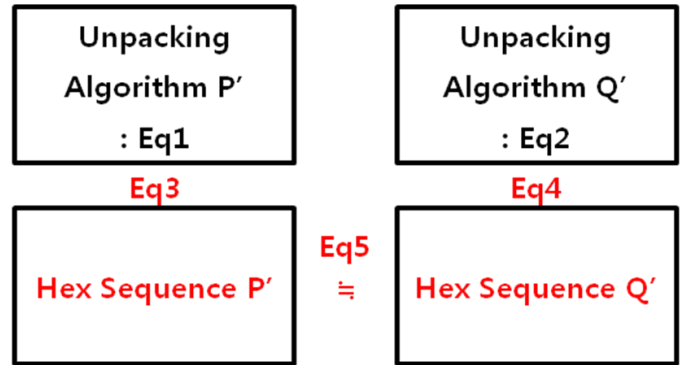 Unpacking
Algorithm P′
: Eq1
Unpacking
Algorithm Q′
: Eq2
Eq3
Eq4
Hex Sequence P′
Eq5
≒
Hex Sequence Q′